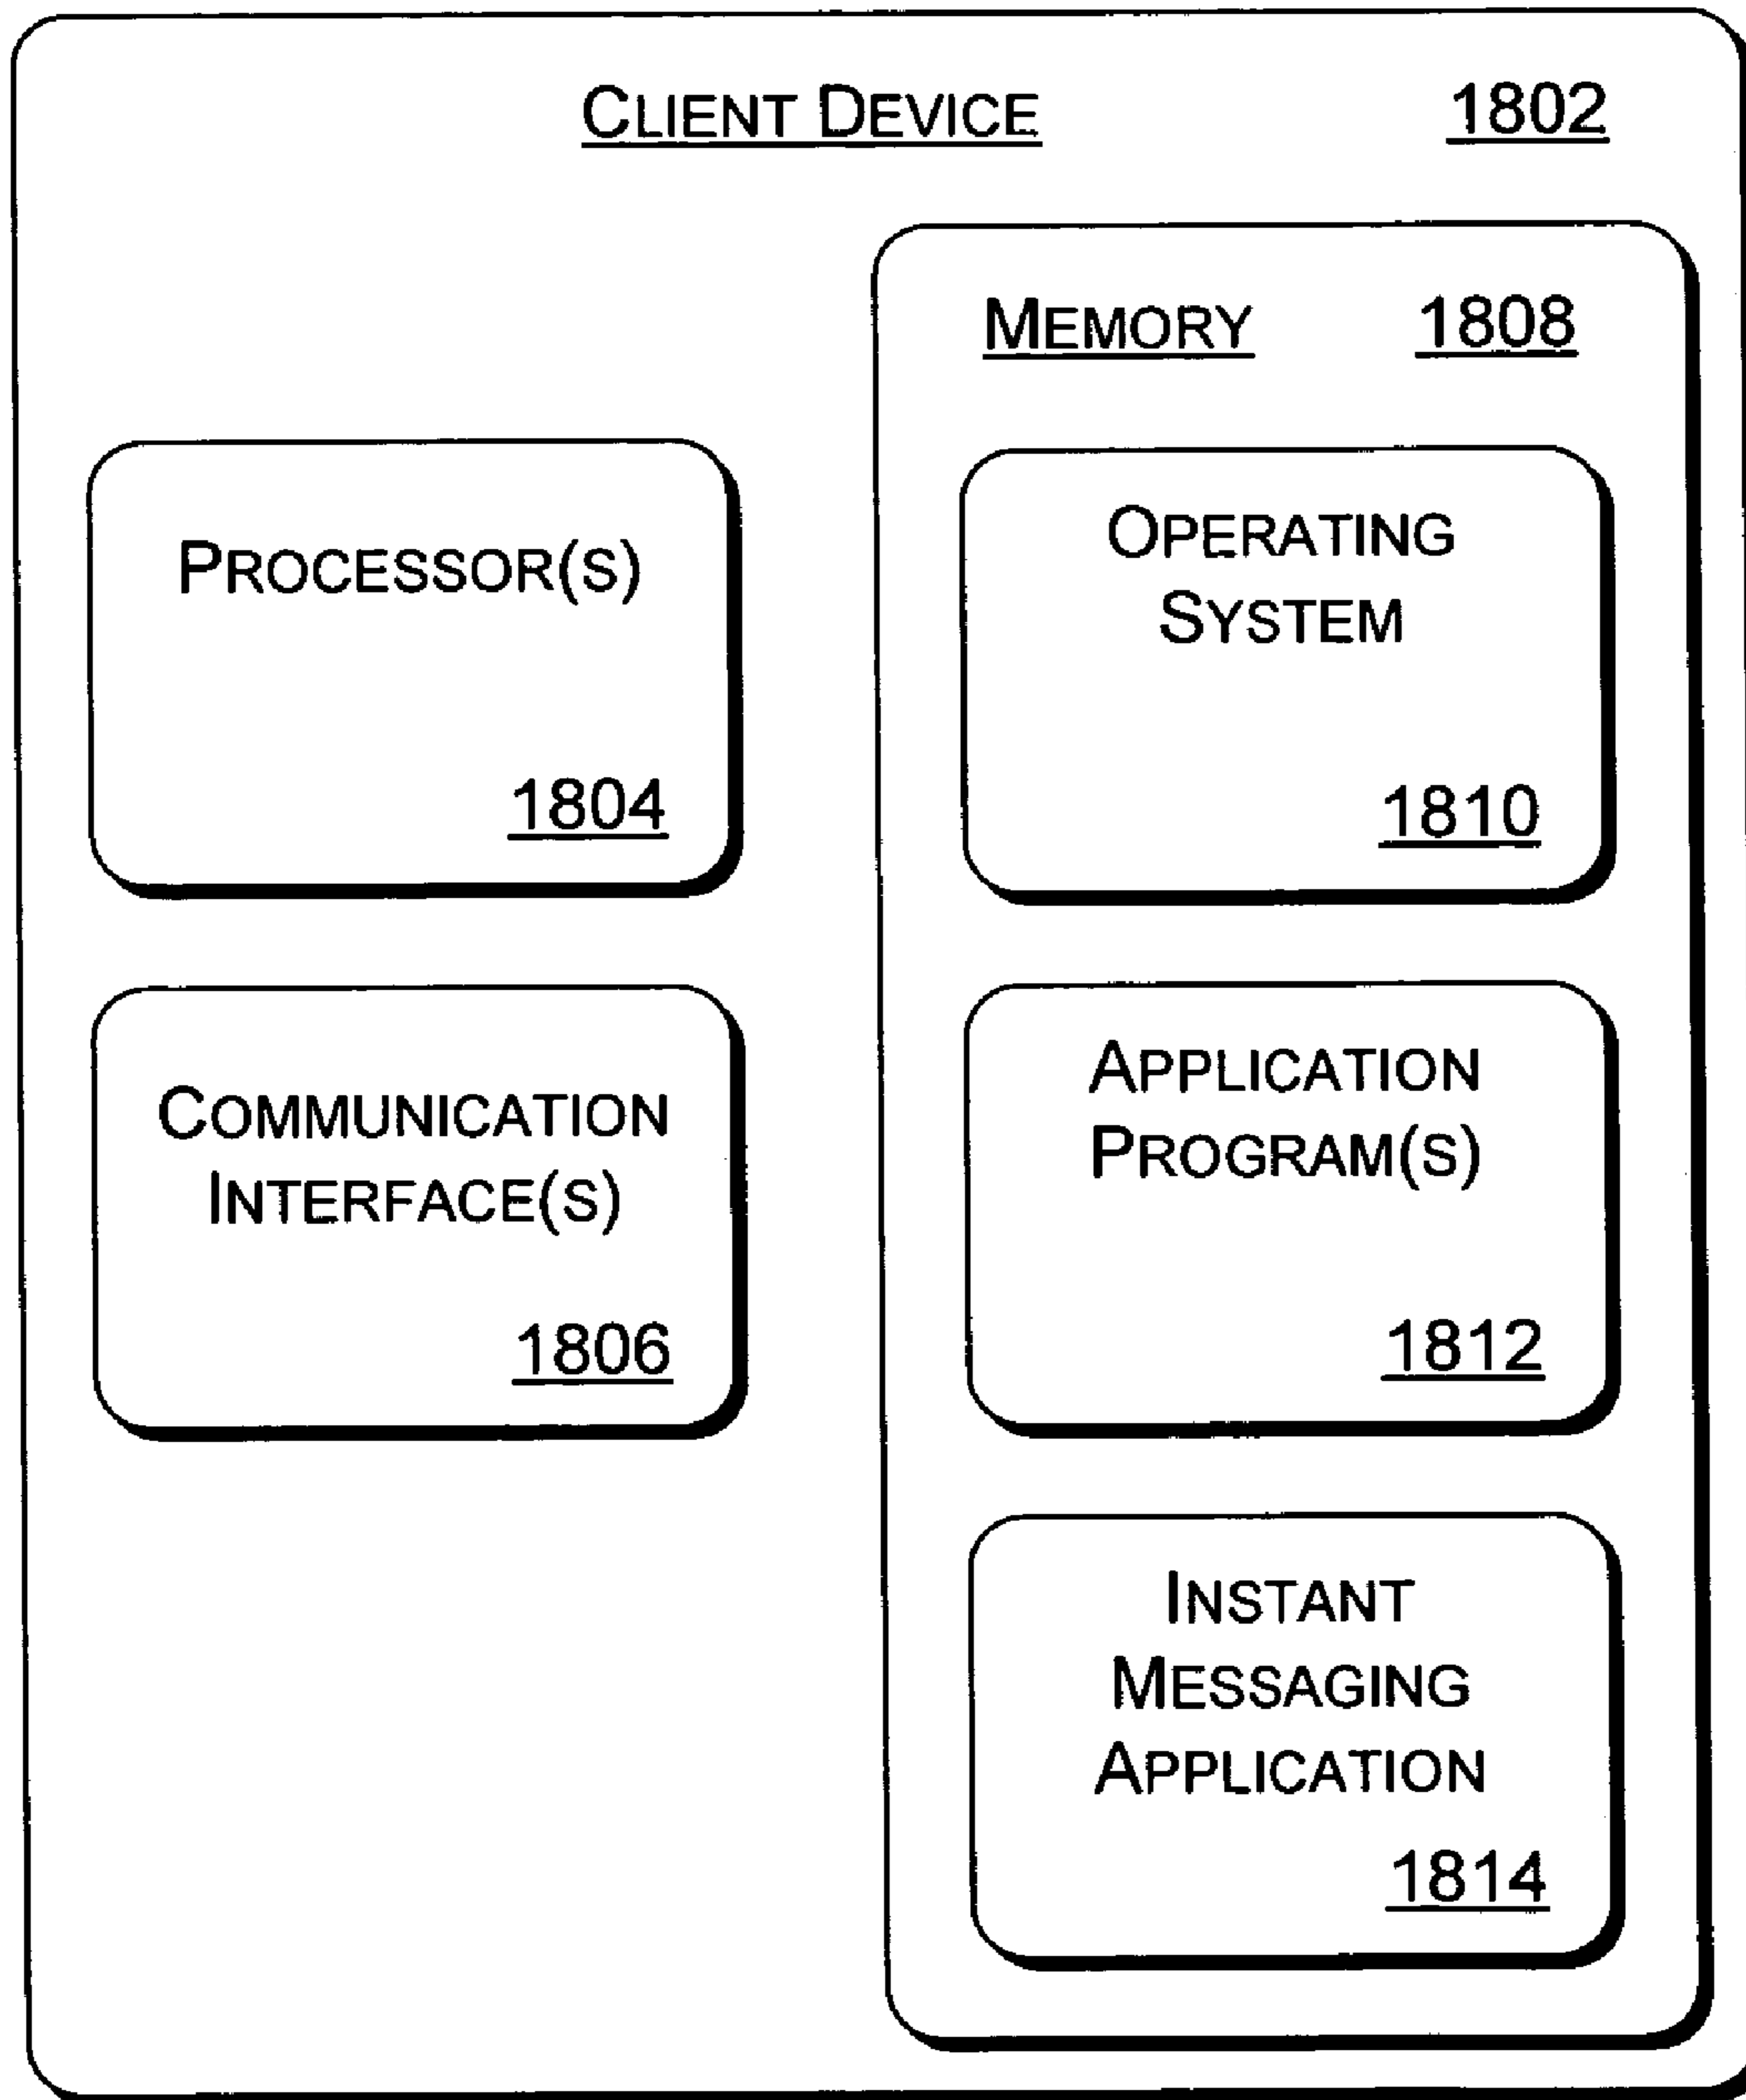 CLIENT DEVICE 1802
MEMORY 1808
PROCESSOR(S)
1804
OPERATING
SYSTEM
1810
COMMUNICATION
INTERFACE(S)
1806
APPLICATION
PROGRAM(S)
1812
INSTANT
MESSAGING
APPLICATION
1814